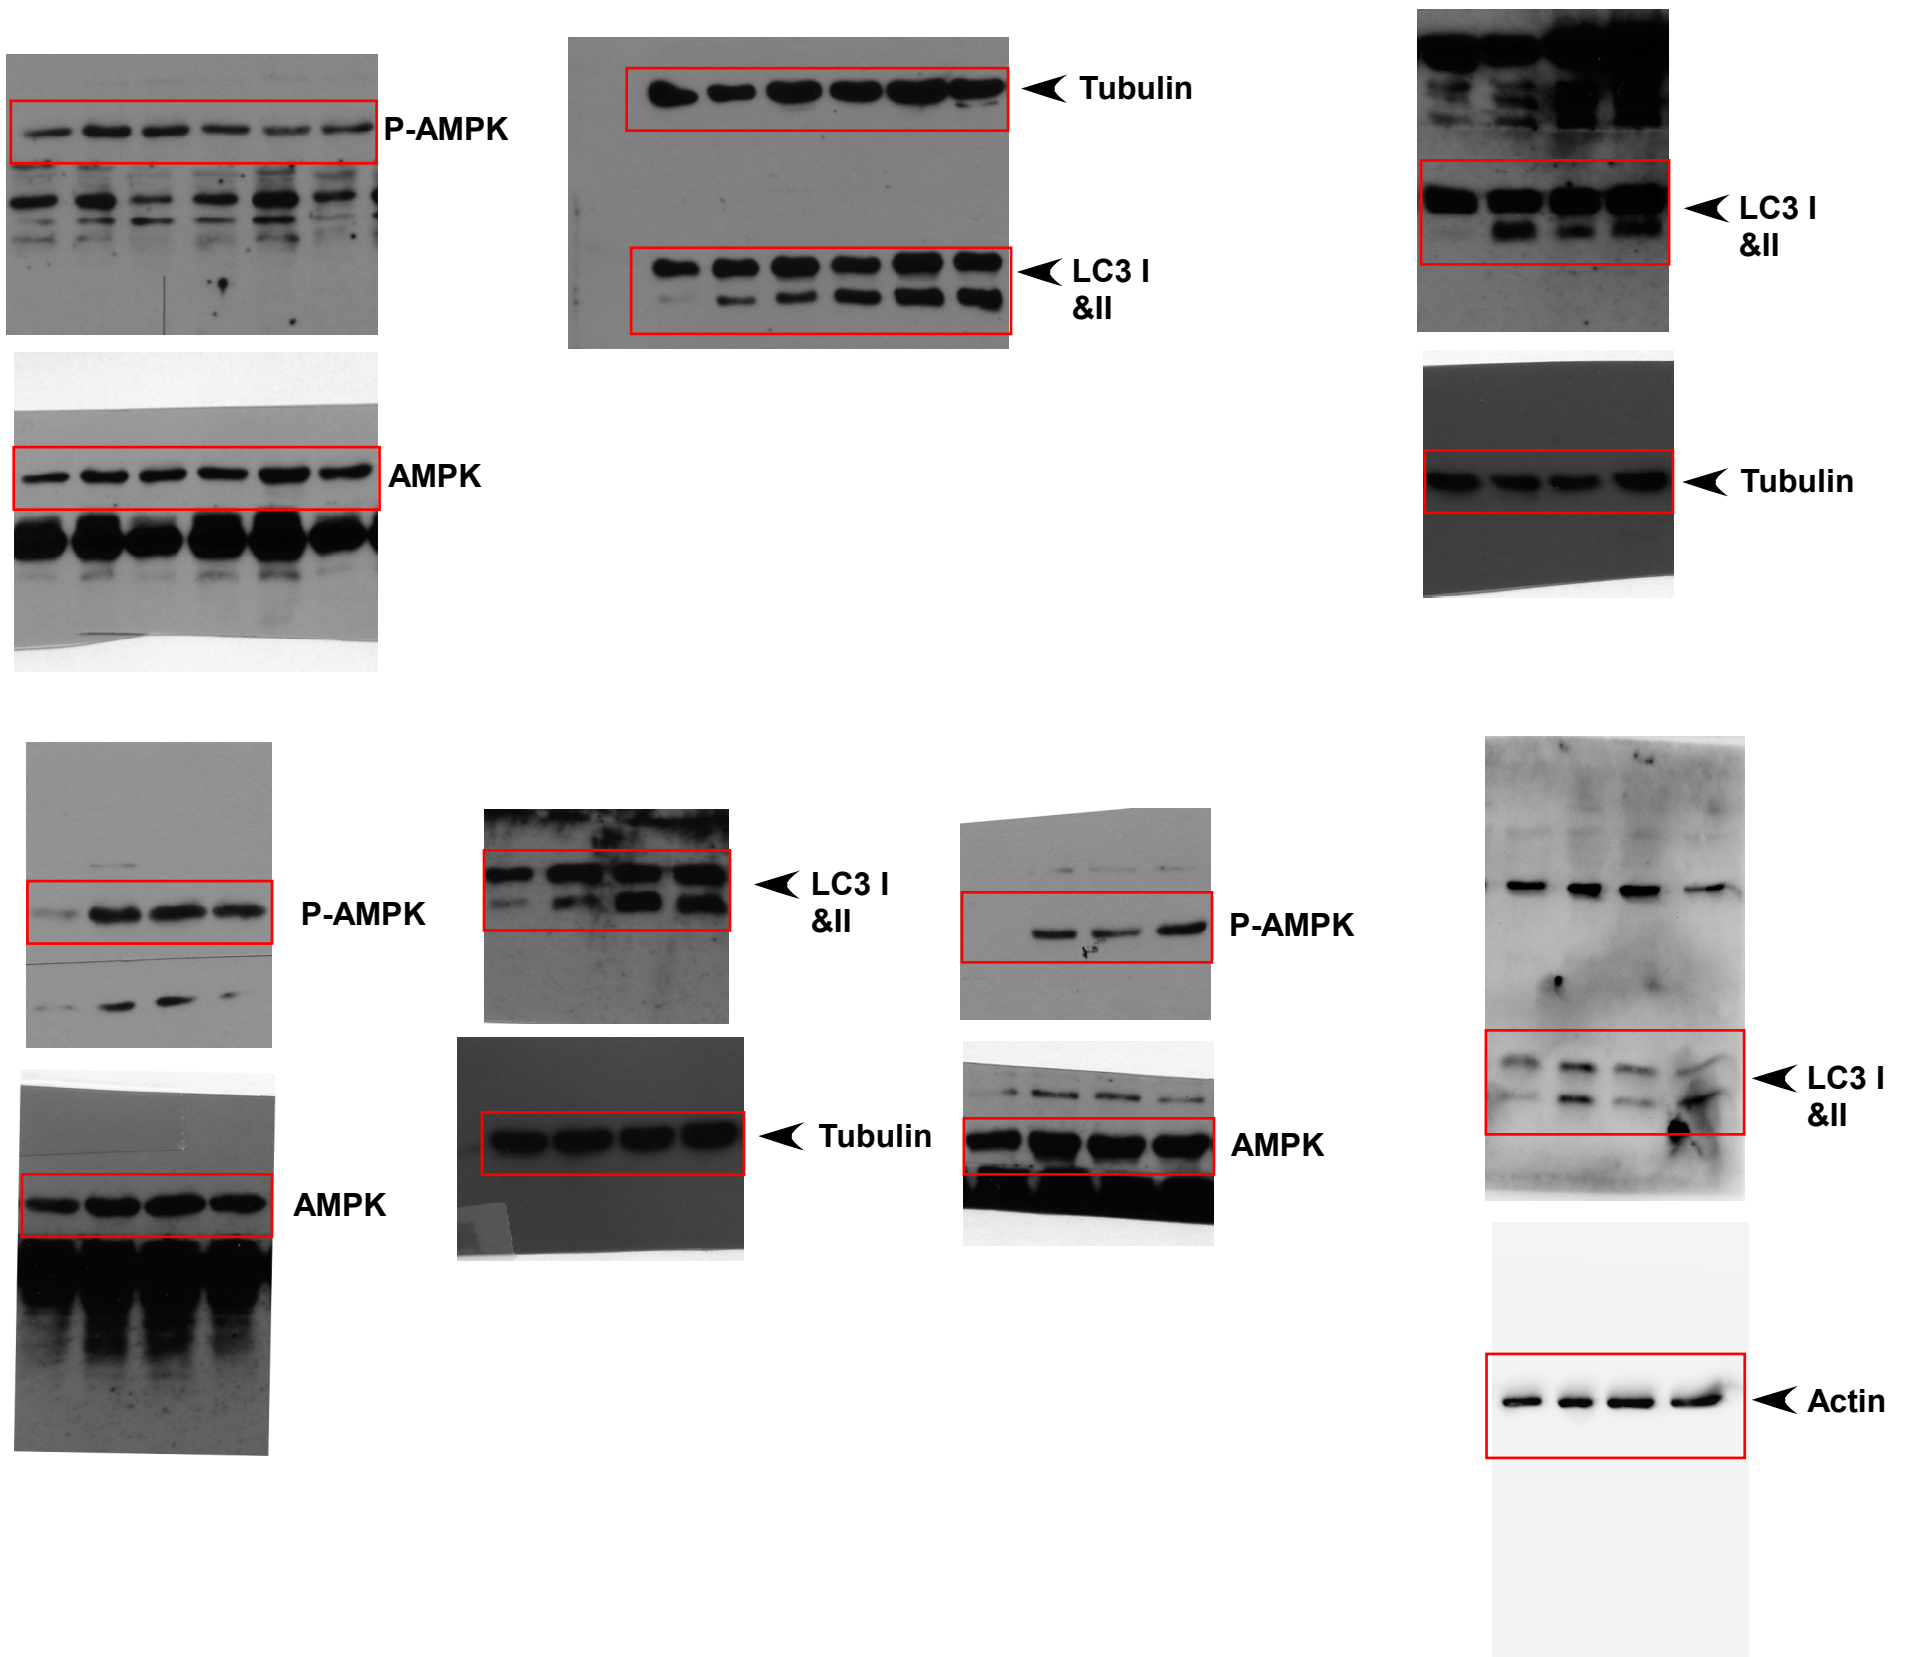 P-AMPK
Tubulin
LC3 I
&II
LC3 I
&II
AMPK
Tubulin
P-AMPK
LC3 I
&II
P-AMPK
LC3 I
&II
Tubulin
AMPK
AMPK
Actin